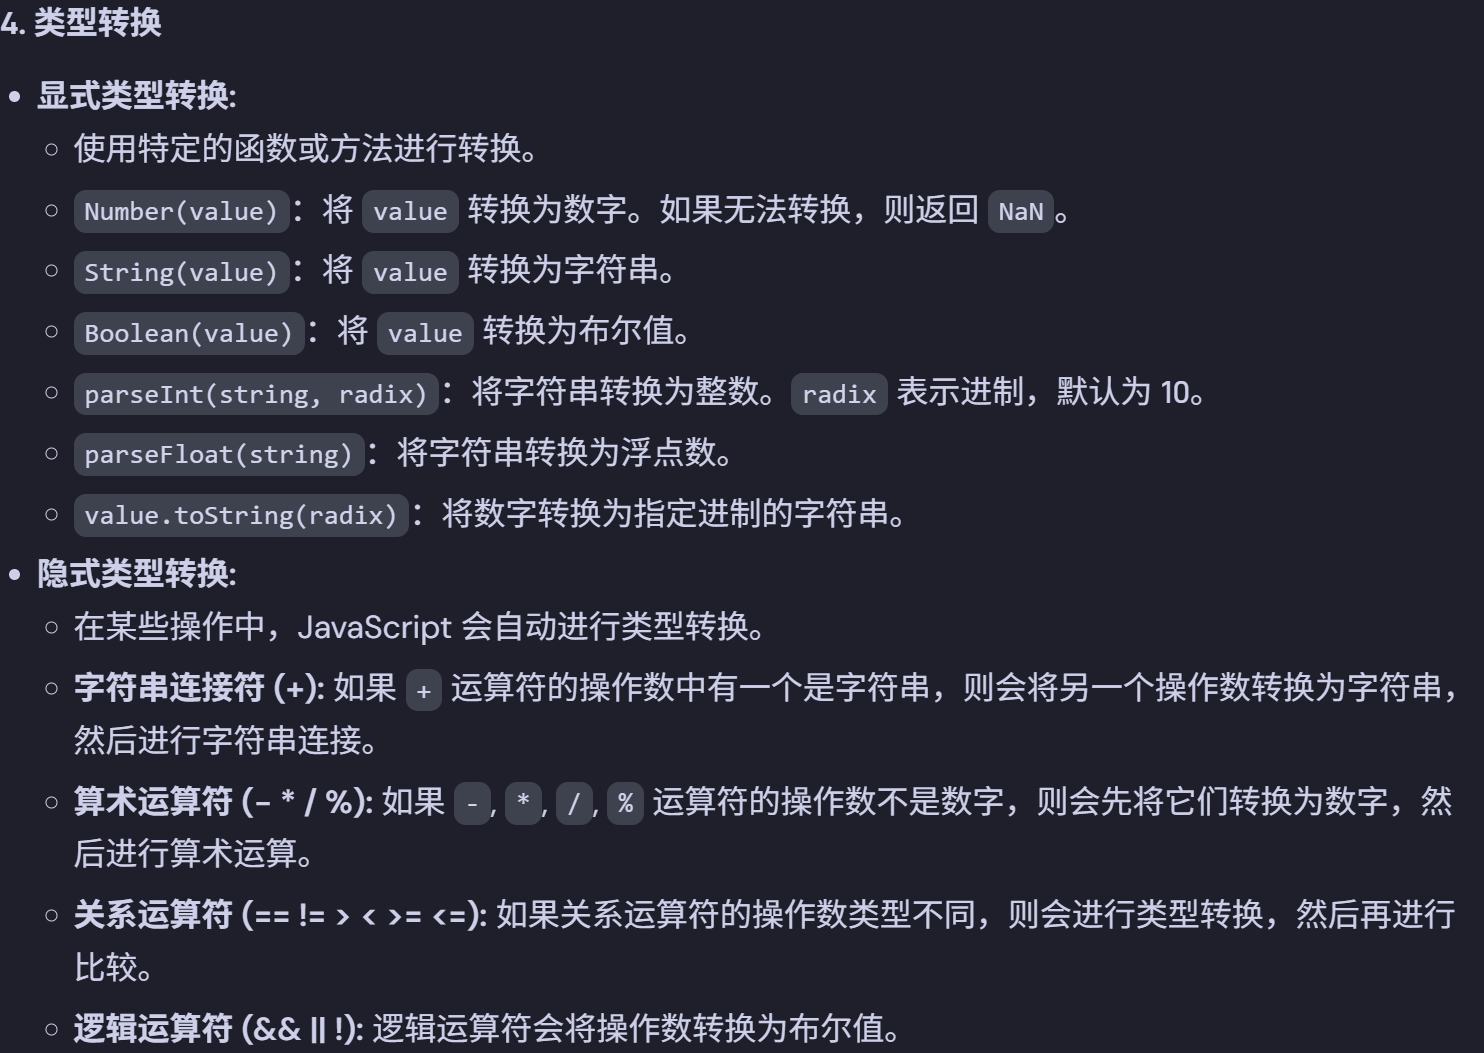 4. 类型转换
• 显式类型转换:
○ 使用特定的函数或方法进行转换。
○ Number(value)：将 value 转换为数字。如果无法转换，则返回 NaN。
○ String(value)：将 value 转换为字符串。
○ Boolean(value)：将 value 转换为布尔值。
○ parseInt(string, radix)：将字符串转换为整数。radix 表示进制，默认为 10。
○ parseFloat(string)：将字符串转换为浮点数。
○ value.toString(radix)：将数字转换为指定进制的字符串。
• 隐式类型转换:
○ 在某些操作中，JavaScript 会自动进行类型转换。
○ 字符串连接符 (+): 如果 + 运算符的操作数中有一个是字符串，则会将另一个操作数转换为字符串，
然后进行字符串连接。
○ 算术运算符 (- * / %): 如果 -, *, /, % 运算符的操作数不是数字，则会先将它们转换为数字，然
后进行算术运算。
○ 关系运算符 (== != > < >= <=): 如果关系运算符的操作数类型不同，则会进行类型转换，然后再进行
比较。
○ 逻辑运算符 (&& || !): 逻辑运算符会将操作数转换为布尔值。